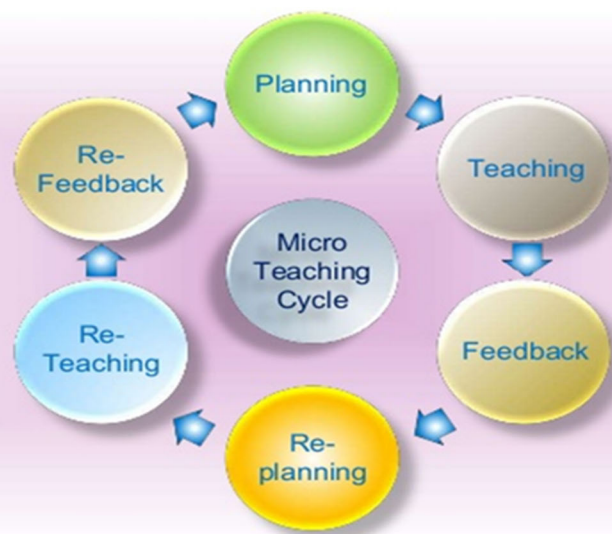 Planning
Teaching
Feedback
Re-
planning
Re-
Teaching
Re-
Feedback
Micro
Teaching
Cycle